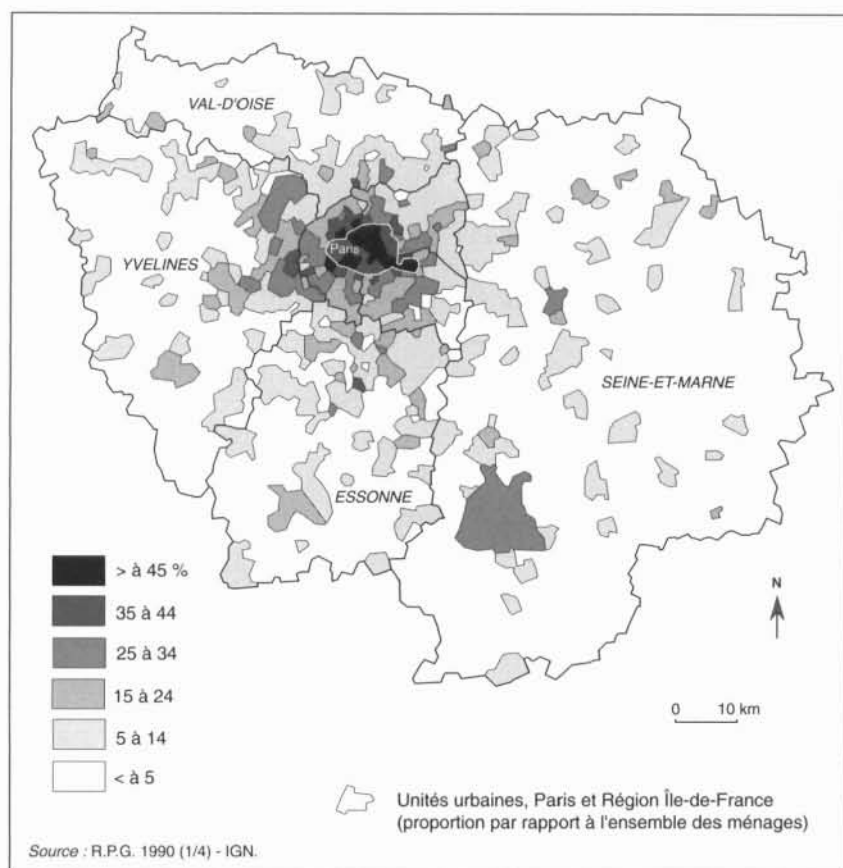 VAL-D'OISE
Paris
YVELINES
SEINE-ET-MARNE
ESSONNE
> à 45 %
35 à 44
25 à 34
15 à 24
5 à 14
< à 5
N
0 10 km
Unités urbaines, Paris et Région Île-de-France
(proportion par rapport à l'ensemble des ménages)
Source : R.P.G. 1990 (1/4) - IGN.